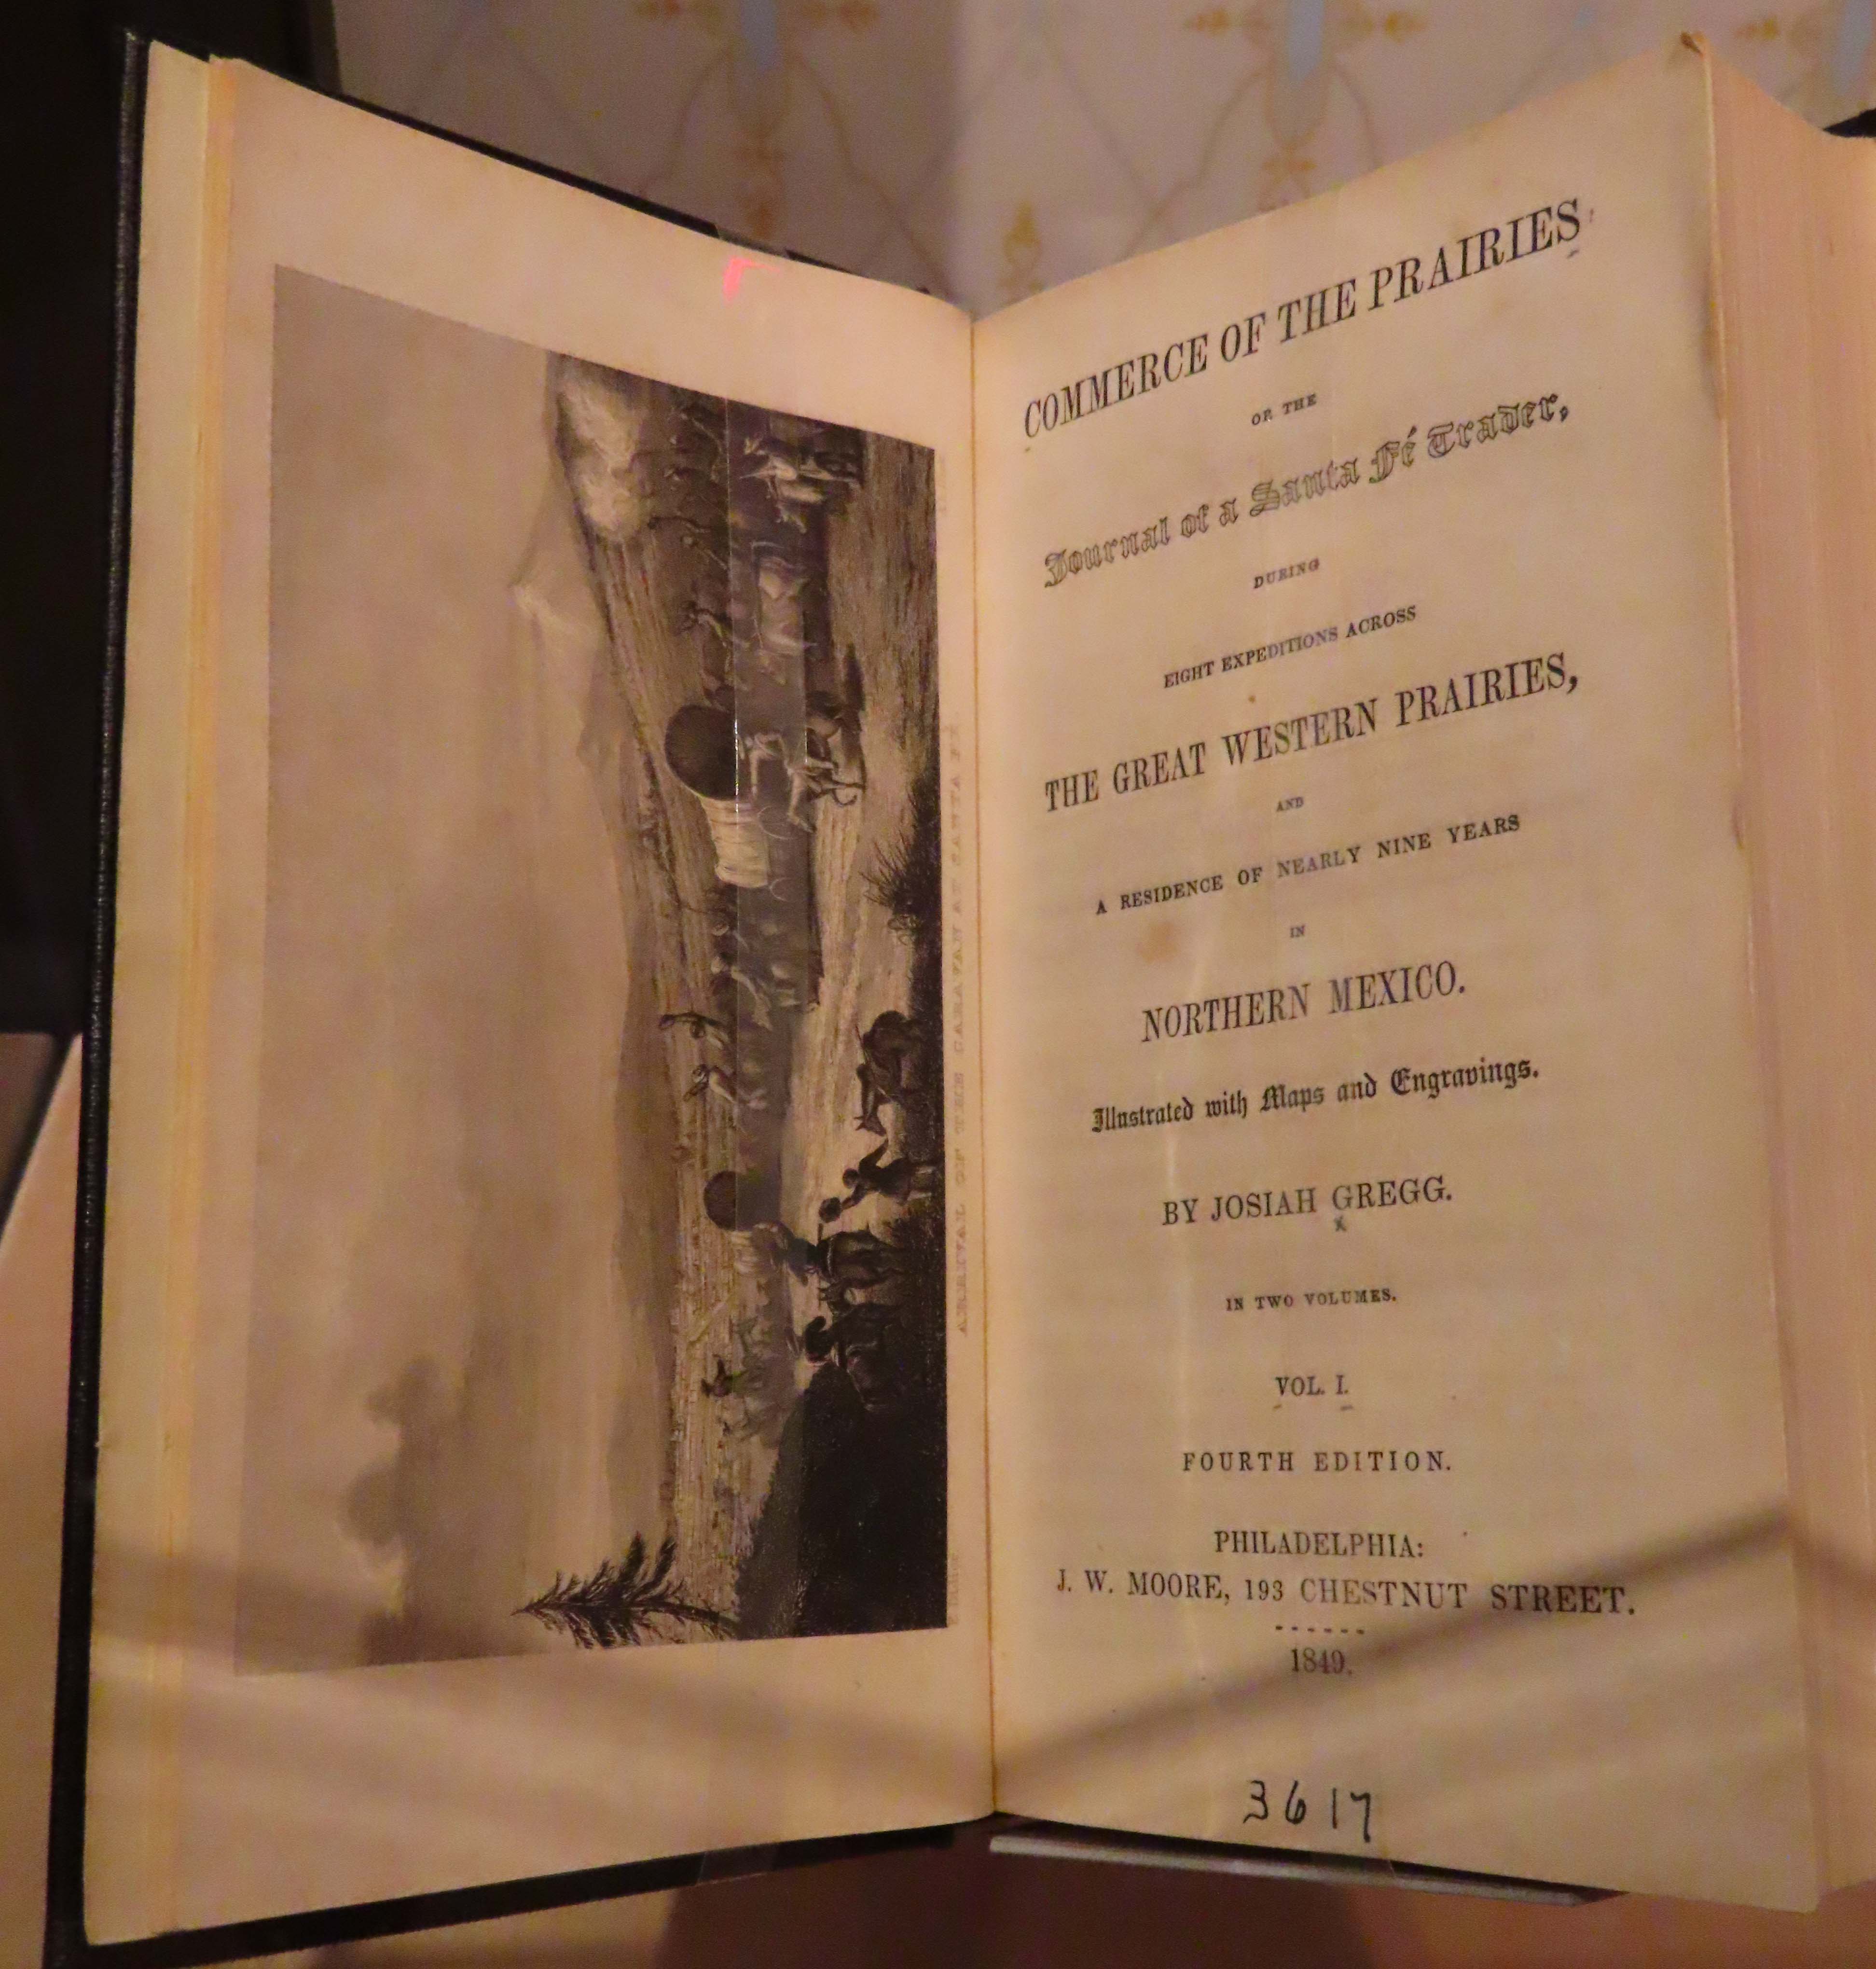 ARRIVAL OF THE CARAVAN AT SANTA FÉ
COMMERCE OF THE PRAIRIES
OR THE
Journal of a Santa Fé Trader,
DURING
EIGHT EXPEDITIONS ACROSS
THE GREAT WESTERN PRAIRIES,
AND
A RESIDENCE OF NEARLY NINE YEARS
IN
NORTHERN MEXICO.
Illustrated with Maps and Engravings.
BY JOSIAH GREGG.
IN TWO VOLUMES.
VOL. I.
FOURTH EDITION.
PHILADELPHIA:
J. W. MOORE, 193 CHESTNUT STREET.
1849.
3617